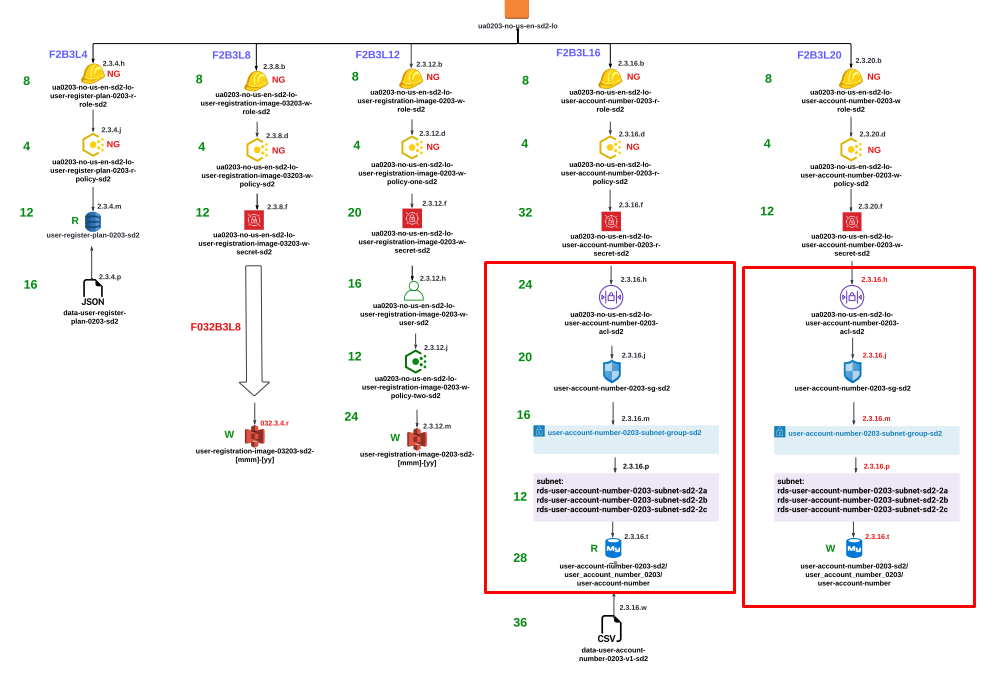 ua0203-no-us-en-sd2-lo
F2B3L4
2.3.4.h
8
NG
ua0203-no-us-en-sd2-lo-
user-register-plan-0203-r-
role-sd2
2.3.4.j
4
NG
ua0203-no-us-en-sd2-lo-
user-register-plan-0203-r-
policy-sd2
12
2.3.4.m
R
user-register-plan-0203-sd2
16
2.3.4.p
JSON
data-user-register-
plan-0203-sd2
F2B3L8
2.3.8.b
8
NG
ua0203-no-us-en-sd2-lo-
user-registration-image-03203-w-
role-sd2
2.3.8.d
4
NG
ua0203-no-us-en-sd2-lo-
user-registration-image-03203-w-
policy-sd2
12
2.3.8.f
ua0203-no-us-en-sd2-lo-
user-registration-image-03203-w-
secret-sd2
F032B3L8
032.3.4.r
W
user-registration-image-03203-sd2-
[mmm]-[yy]
F2B3L12
2.3.12.b
8
NG
ua0203-no-us-en-sd2-lo-
user-registration-image-0203-w-
role-sd2
2.3.12.d
4
NG
ua0203-no-us-en-sd2-lo-
user-registration-image-0203-w-
policy-one-sd2
20
2.3.12.f
ua0203-no-us-en-sd2-lo-
user-registration-image-0203-w-
secret-sd2
16
2.3.12.h
ua0203-no-us-en-sd2-lo-
user-registration-image-0203-w-
user-sd2
12
2.3.12.j
ua0203-no-us-en-sd2-lo-
user-registration-image-0203-w-
policy-two-sd2
24
2.3.12.m
W
user-registration-image-0203-sd2-
[mmm]-[yy]
F2B3L16
2.3.16.b
8
NG
ua0203-no-us-en-sd2-lo-
user-account-number-0203-r-
role-sd2
2.3.16.d
4
NG
ua0203-no-us-en-sd2-lo-
user-account-number-0203-r-
policy-sd2
32
2.3.16.f
ua0203-no-us-en-sd2-lo-
user-account-number-0203-r-
secret-sd2
24
2.3.16.h
ua0203-no-us-en-sd2-lo-
user-account-number-0203-
acl-sd2
20
2.3.16.j
user-account-number-0203-sg-sd2
16
2.3.16.m
user-account-number-0203-subnet-group-sd2
2.3.16.p
12
subnet:
rds-user-account-number-0203-subnet-sd2-2a
rds-user-account-number-0203-subnet-sd2-2b
rds-user-account-number-0203-subnet-sd2-2c
2.3.16.t
28
R
My
user-account-number-0203-sd2/
user_account_number_0203/
user-account-number
36
2.3.16.w
CSV
data-user-account-
number-0203-v1-sd2
F2B3L20
2.3.20.b
8
NG
ua0203-no-us-en-sd2-lo-
user-account-number-0203-w
role-sd2
2.3.20.d
4
NG
ua0203-no-us-en-sd2-lo-
user-account-number-0203-w
policy-sd2
12
2.3.20.f
ua0203-no-us-en-sd2-lo-
user-account-number-0203-w
secret-sd2
2.3.16.h
ua0203-no-us-en-sd2-lo-
user-account-number-0203-
acl-sd2
2.3.16.j
user-account-number-0203-sg-sd2
2.3.16.m
user-account-number-0203-subnet-group-sd2
2.3.16.p
subnet:
rds-user-account-number-0203-subnet-sd2-2a
rds-user-account-number-0203-subnet-sd2-2b
rds-user-account-number-0203-subnet-sd2-2c
2.3.16.t
W
My
user-account-number-0203-sd2/
user_account_number_0203/
user-account-number